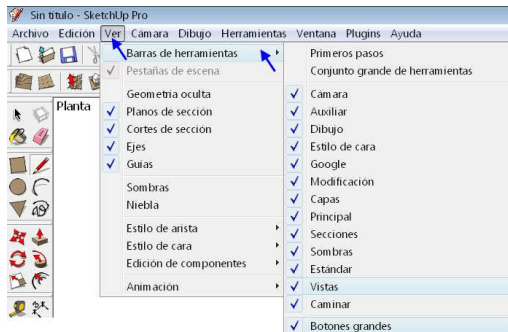 Sin titulo - SketchUp Pro
Archivo Edición Ver Cámara Dibujo Herramientas Ventana Plugins Ayuda
Barras de herramientas
Pestañas de escena
Geometria oculta
Planos de sección
Cortes de sección
Ejes
Guias
Sombras
Niebla
Estilo de arista
Estilo de cara
Edición de componentes
Animación
Primeros pasos
Conjunto grande de herramientas
Cámara
Auxiliar
Dibujo
Estilo de cara
Google
Modificación
Capas
Principal
Secciones
Sombras
Estándar
Vistas
Caminar
Botones grandes
Planta